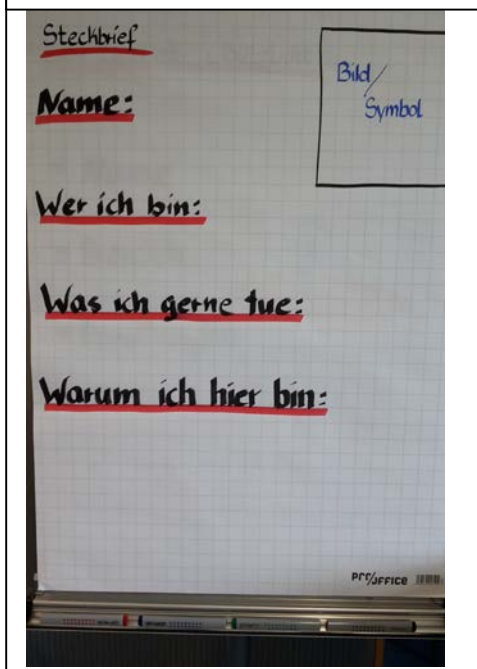 Steckbrief
Bild/
Symbol
Name:
Wer ich bin:
Was ich gerne tue:
Warum ich hier bin:
pro/office